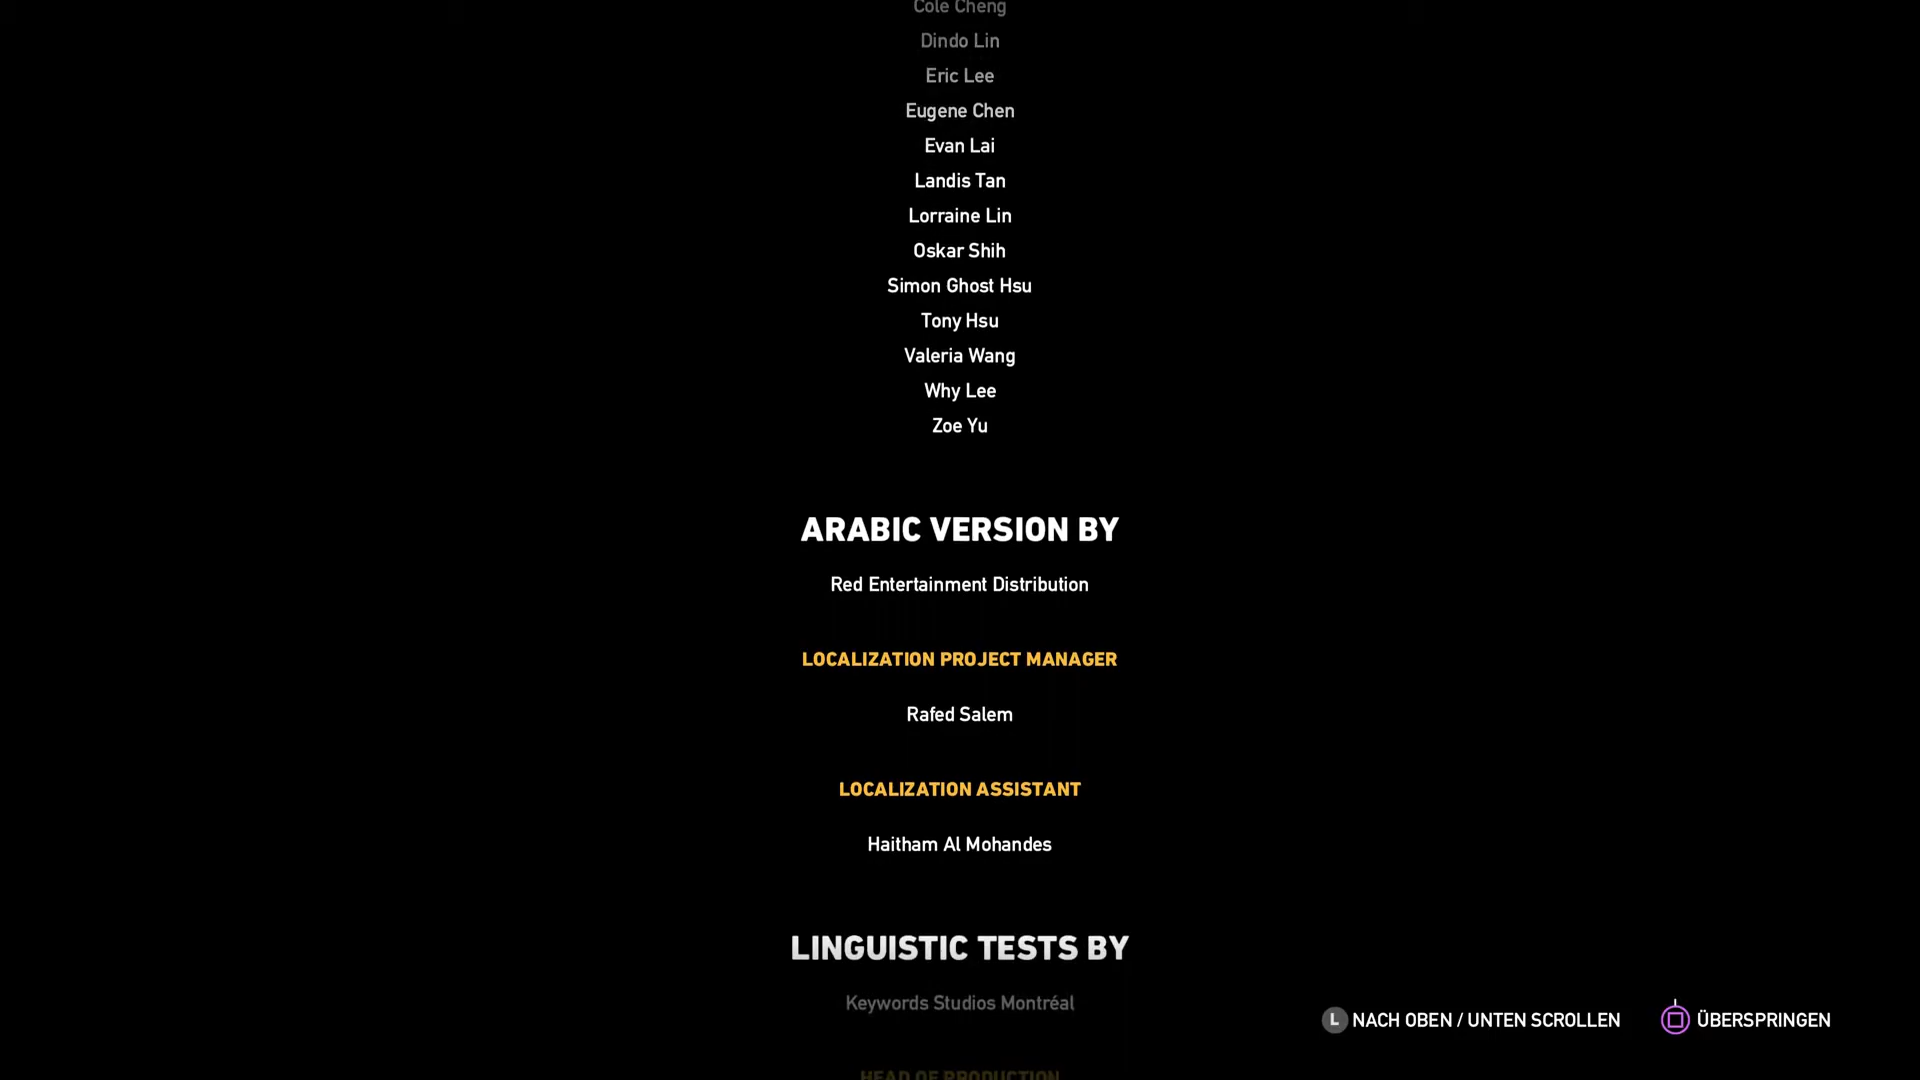 Cole Cheng
Dindo Lin
Eric Lee
Eugene Chen
Evan Lai
Landis Tan
Lorraine Lin
Oskar Shih
Simon Ghost Hsu
Tony Hsu
Valeria Wang
Why Lee
Zoe Yu
ARABIC VERSION BY
Red Entertainment Distribution
LOCALIZATION PROJECT MANAGER
Rafed Salem
LOCALIZATION ASSISTANT
Haitham Al Mohandes
LINGUISTIC TESTS BY
Keywords Studios Montréal
L NACH OBEN / UNTEN SCROLLEN
ÜBERSPRINGEN
HEAD OF PRODUCTION